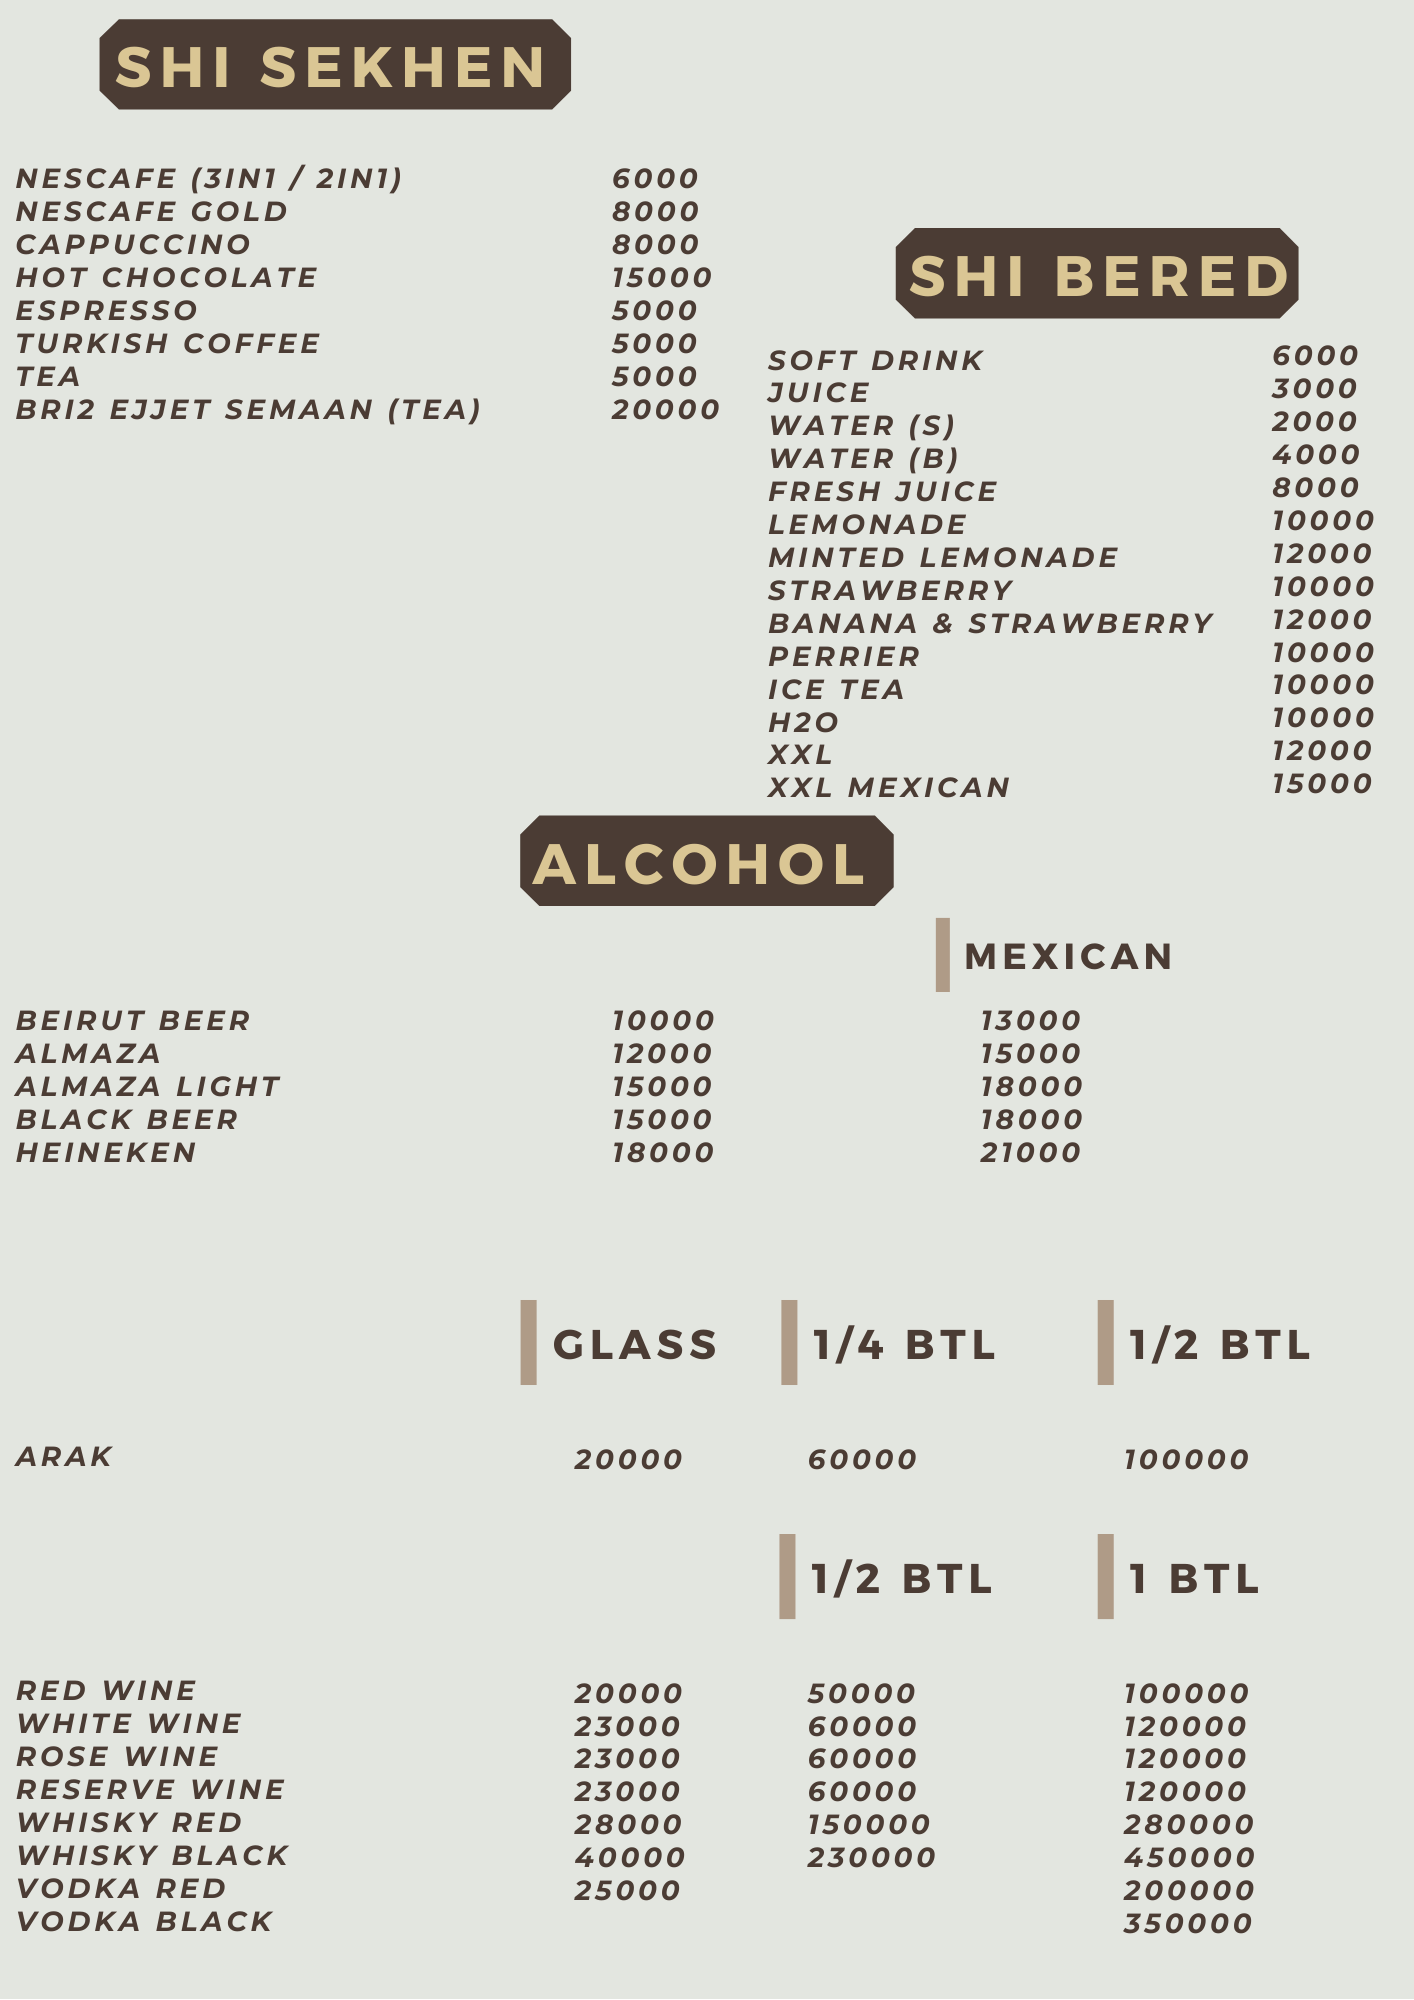 SHI SEKHEN
NESCAFE (3IN1 / 2IN1) 6000
NESCAFE GOLD 8000
CAPPUCCINO 8000
HOT CHOCOLATE 15000
ESPRESSO 5000
TURKISH COFFEE 5000
TEA 5000
BRI2 EJJET SEMAAN (TEA) 20000
SHI BERED
SOFT DRINK 6000
JUICE 3000
WATER (S) 2000
WATER (B) 4000
FRESH JUICE 8000
LEMONADE 10000
MINTED LEMONADE 12000
STRAWBERRY 10000
BANANA & STRAWBERRY 12000
PERRIER 10000
ICE TEA 10000
H2O 10000
XXL 12000
XXL MEXICAN 15000
ALCOHOL
MEXICAN
BEIRUT BEER 10000 13000
ALMAZA 12000 15000
ALMAZA LIGHT 15000 18000
BLACK BEER 15000 18000
HEINEKEN 18000 21000
GLASS 1/4 BTL 1/2 BTL
ARAK 20000 60000 100000
1/2 BTL 1 BTL
RED WINE 20000 50000 100000
WHITE WINE 23000 60000 120000
ROSE WINE 23000 60000 120000
RESERVE WINE 23000 60000 120000
WHISKY RED 28000 150000 280000
WHISKY BLACK 40000 230000 450000
VODKA RED 25000 200000
VODKA BLACK 350000